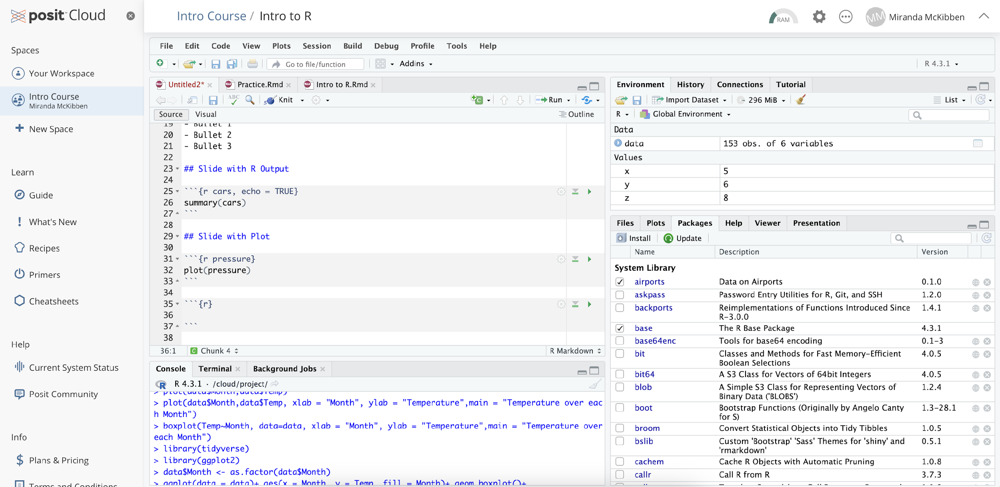 posit Cloud
Spaces
Your Workspace
Intro Course
Miranda McKibben
New Space
Learn
Guide
What's New
Recipes
Primers
Cheatsheets
Help
Current System Status
Posit Community
Info
Plans & Pricing
Terms and Conditions
Intro Course / Intro to R
RAM
MM
Miranda McKibben
File Edit Code View Plots Session Build Debug Profile Tools Help
Go to file/function
Addins
R 4.3.1
Untitled2*
Practice.Rmd
Intro to R.Rmd
ABC
Knit
Run
Source Visual
Outline
19 - Bullet 1
20 - Bullet 2
21 - Bullet 3
22
23 ## Slide with R Output
24
25 ```{r cars, echo = TRUE}
26 summary(cars)
27 ```
28
29 ## Slide with Plot
30
31 ```{r pressure}
32 plot(pressure)
33 ```
34
35 ```{r}
36
37 ```
38
36:1 Chunk 4 R Markdown
Console Terminal Background Jobs
R 4.3.1 · /cloud/project/
> plot(data$Month,data$Temp)
> plot(data$Month,data$Temp, xlab = "Month", ylab = "Temperature",main = "Temperature over eac
h Month")
> boxplot(Temp~Month, data=data, xlab = "Month", ylab = "Temperature",main = "Temperature over
each Month")
> library(tidyverse)
> library(ggplot2)
> data$Month <- as.factor(data$Month)
> ggplot(data = data)+ aes(x = Month, y = Temp, fill = Month)+ geom_boxplot()+
Environment History Connections Tutorial
Import Dataset 296 MiB List
R Global Environment
Data
data 153 obs. of 6 variables
Values
x 5
y 6
z 8
Files Plots Packages Help Viewer Presentation
Install Update
Name Description Version
System Library
airports Data on Airports 0.1.0
askpass Password Entry Utilities for R, Git, and SSH 1.2.0
backports Reimplementations of Functions Introduced Since 1.4.1
R-3.0.0
base The R Base Package 4.3.1
base64enc Tools for base64 encoding 0.1-3
bit Classes and Methods for Fast Memory-Efficient 4.0.5
Boolean Selections
bit64 A S3 Class for Vectors of 64bit Integers 4.0.5
blob A Simple S3 Class for Representing Vectors of 1.2.4
Binary Data ('BLOBS')
boot Bootstrap Functions (Originally by Angelo Canty 1.3-28.1
for S)
broom Convert Statistical Objects into Tidy Tibbles 1.0.5
bslib Custom 'Bootstrap' 'Sass' Themes for 'shiny' and 0.5.1
'rmarkdown'
cachem Cache R Objects with Automatic Pruning 1.0.8
callr Call R from R 3.7.3